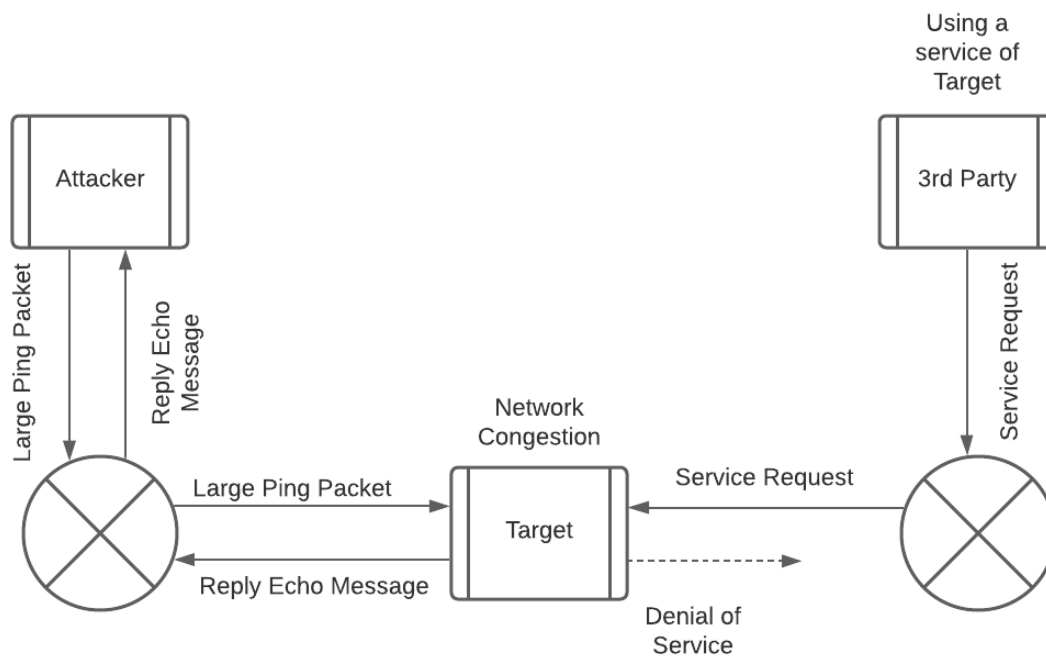 Using a
service of
Target
Attacker
3rd Party
Large Ping Packet
Reply Echo
Message
Service Request
Network
Congestion
Large Ping Packet
Service Request
Target
Reply Echo Message
Denial of
Service